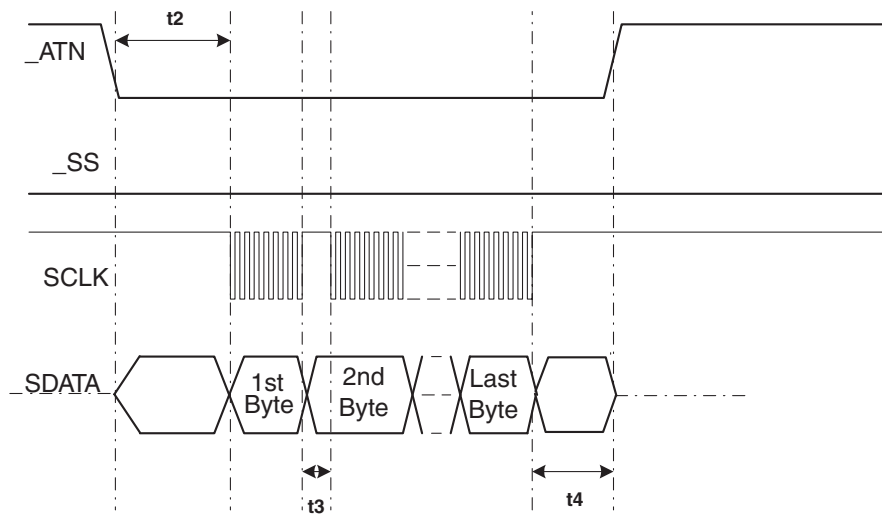 t2
_ATN
_SS
SCLK
_SDATA
1st
Byte
2nd
Byte
Last
Byte
t3
t4